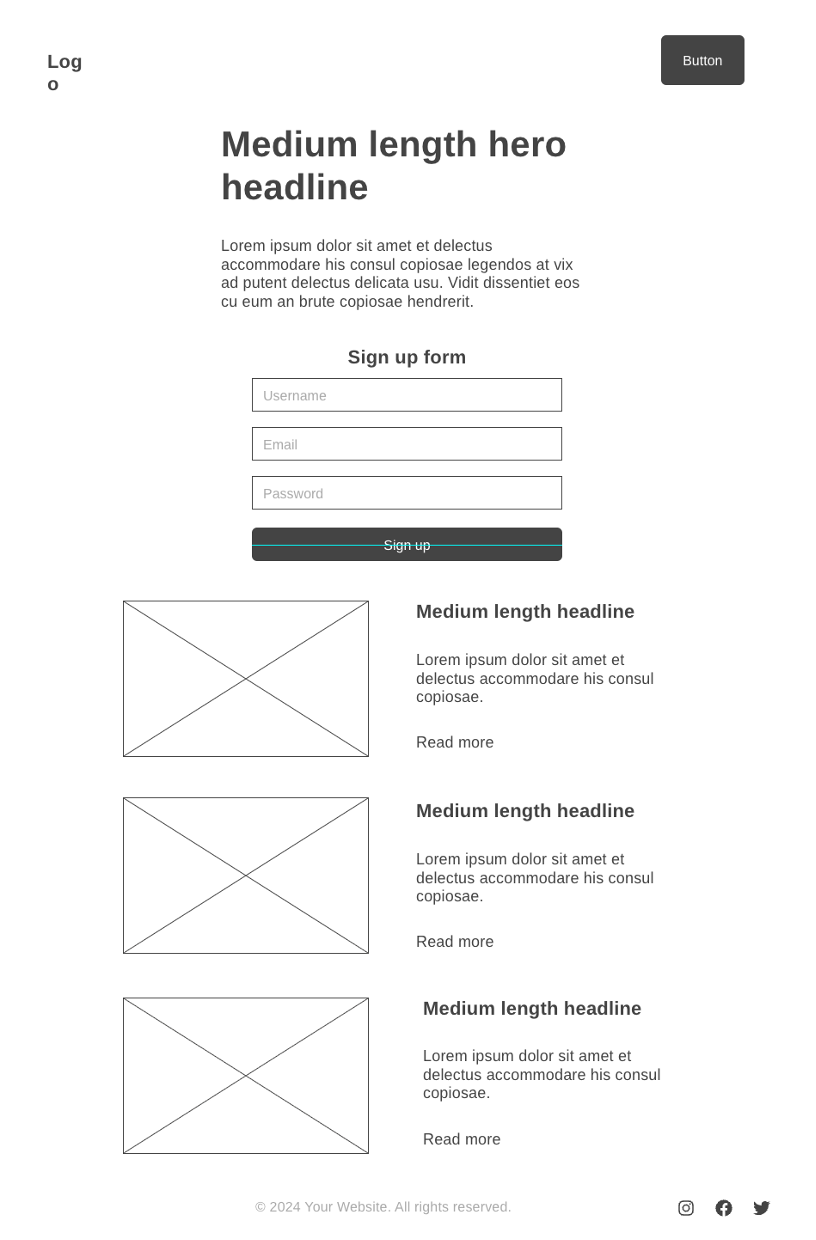 Log
o
Button
Medium length hero
headline
Lorem ipsum dolor sit amet et delectus
accommodare his consul copiosae legendos at vix
ad putent delectus delicata usu. Vidit dissentiet eos
cu eum an brute copiosae hendrerit.
Sign up form
Username
Email
Password
Sign up
Medium length headline
Lorem ipsum dolor sit amet et
delectus accommodare his consul
copiosae.
Read more
Medium length headline
Lorem ipsum dolor sit amet et
delectus accommodare his consul
copiosae.
Read more
Medium length headline
Lorem ipsum dolor sit amet et
delectus accommodare his consul
copiosae.
Read more
© 2024 Your Website. All rights reserved.